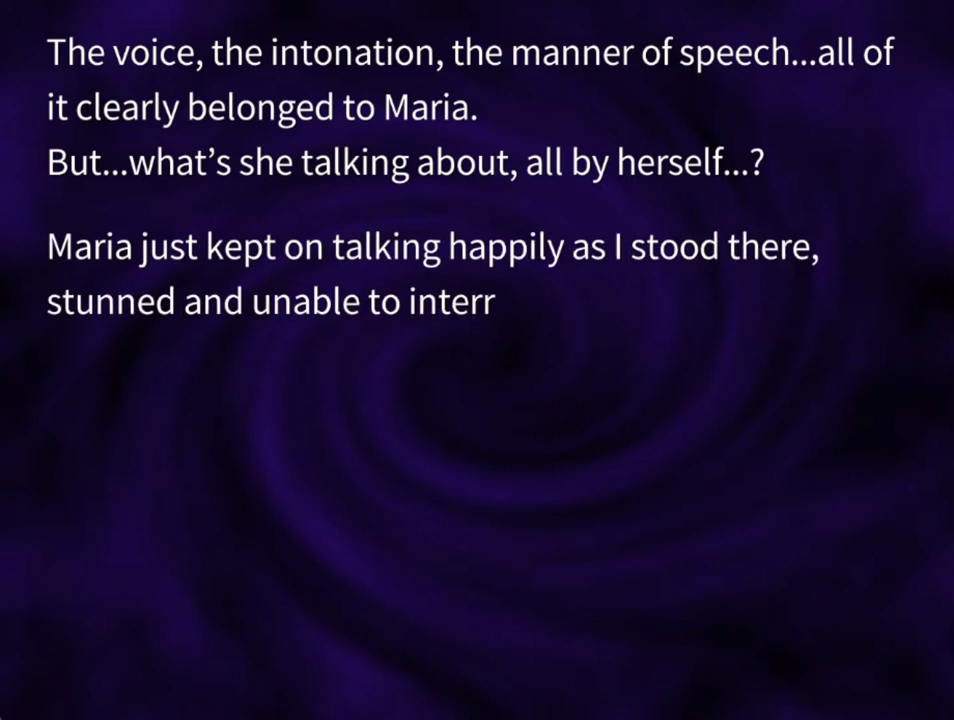 The voice, the intonation, the manner of speech...all of
it clearly belonged to Maria.
But...what’s she talking about, all by herself...?
Maria just kept on talking happily as I stood there,
stunned and unable to interr